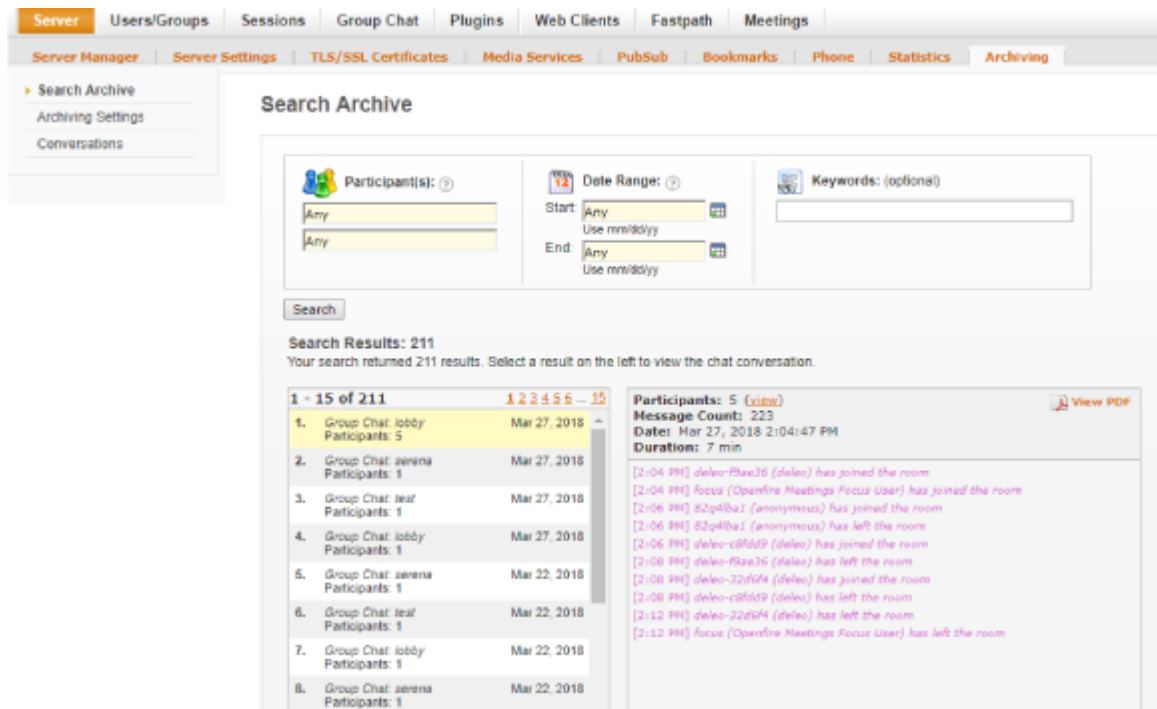 Server Users/Groups Sessions Group Chat Plugins Web Clients Fastpath Meetings
Server Manager Server Settings TLS/SSL Certificates Media Services PubSub Bookmarks Phone Statistics Archiving
Search Archive
Archiving Settings
Conversations
Search Archive
Participant(s):
Any
Any
12
Date Range:
Start: Any
Use mm/dd/yy
End: Any
Use mm/dd/yy
Keywords: (optional)
Search
Search Results: 211
Your search returned 211 results. Select a result on the left to view the chat conversation.
1 - 15 of 211 1 2 3 4 5 6 ... 15
1. Group Chat: lobby Mar 27, 2018
Participants: 5
2. Group Chat: serena Mar 27, 2018
Participants: 1
3. Group Chat: test Mar 27, 2018
Participants: 1
4. Group Chat: lobby Mar 27, 2018
Participants: 1
5. Group Chat: serena Mar 22, 2018
Participants: 1
6. Group Chat: test Mar 22, 2018
Participants: 1
7. Group Chat: lobby Mar 22, 2018
Participants: 1
8. Group Chat: serena Mar 22, 2018
Participants: 1
Participants: 5 (view) View PDF
Message Count: 223
Date: Mar 27, 2018 2:04:47 PM
Duration: 7 min
[2:04 PM] deleo-f9ae36 (deleo) has joined the room
[2:04 PM] focus (Openfire Meetings Focus User) has joined the room
[2:06 PM] 82q4lba1 (anonymous) has joined the room
[2:06 PM] 82q4lba1 (anonymous) has left the room
[2:06 PM] deleo-c8fdd9 (deleo) has joined the room
[2:08 PM] deleo-f9ae36 (deleo) has left the room
[2:08 PM] deleo-32d6f4 (deleo) has joined the room
[2:08 PM] deleo-c8fdd9 (deleo) has left the room
[2:12 PM] deleo-32d6f4 (deleo) has left the room
[2:12 PM] focus (Openfire Meetings Focus User) has left the room